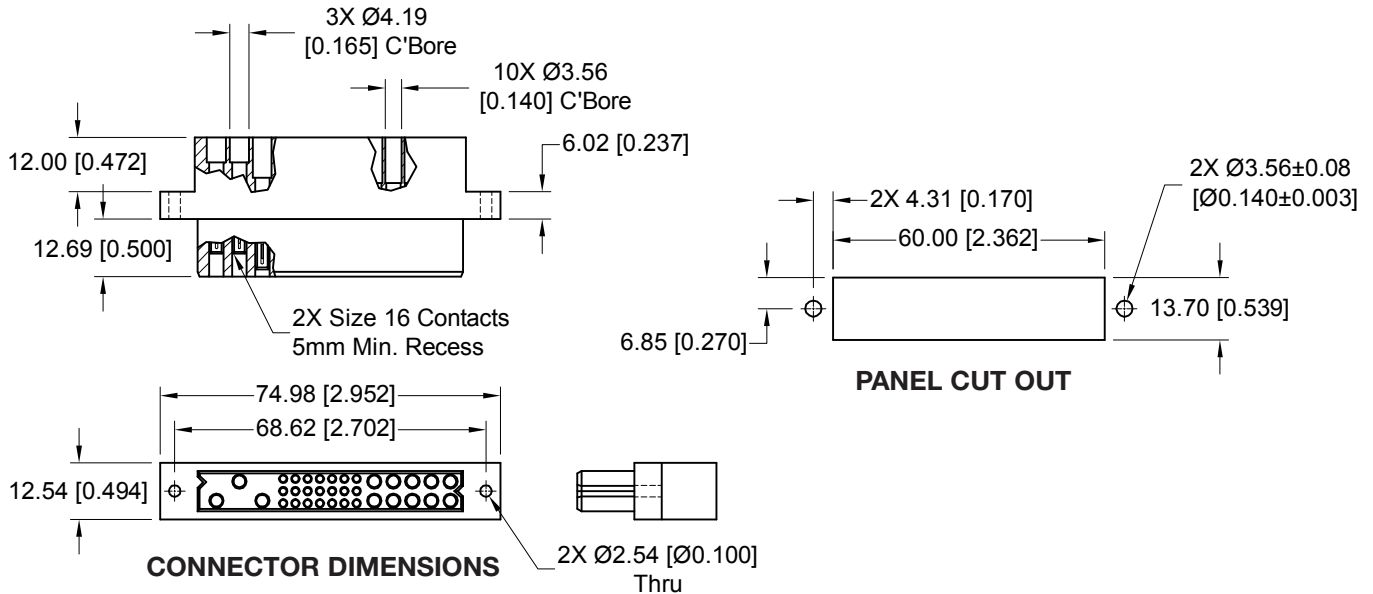 3X Ø4.19
[0.165] C'Bore
10X Ø3.56
[0.140] C'Bore
12.00 [0.472]
6.02 [0.237]
12.69 [0.500]
2X Size 16 Contacts
5mm Min. Recess
2X Ø3.56±0.08
[Ø0.140±0.003]
2X 4.31 [0.170]
60.00 [2.362]
13.70 [0.539]
6.85 [0.270]
PANEL CUT OUT
74.98 [2.952]
68.62 [2.702]
12.54 [0.494]
2X Ø2.54 [Ø0.100]
Thru
CONNECTOR DIMENSIONS